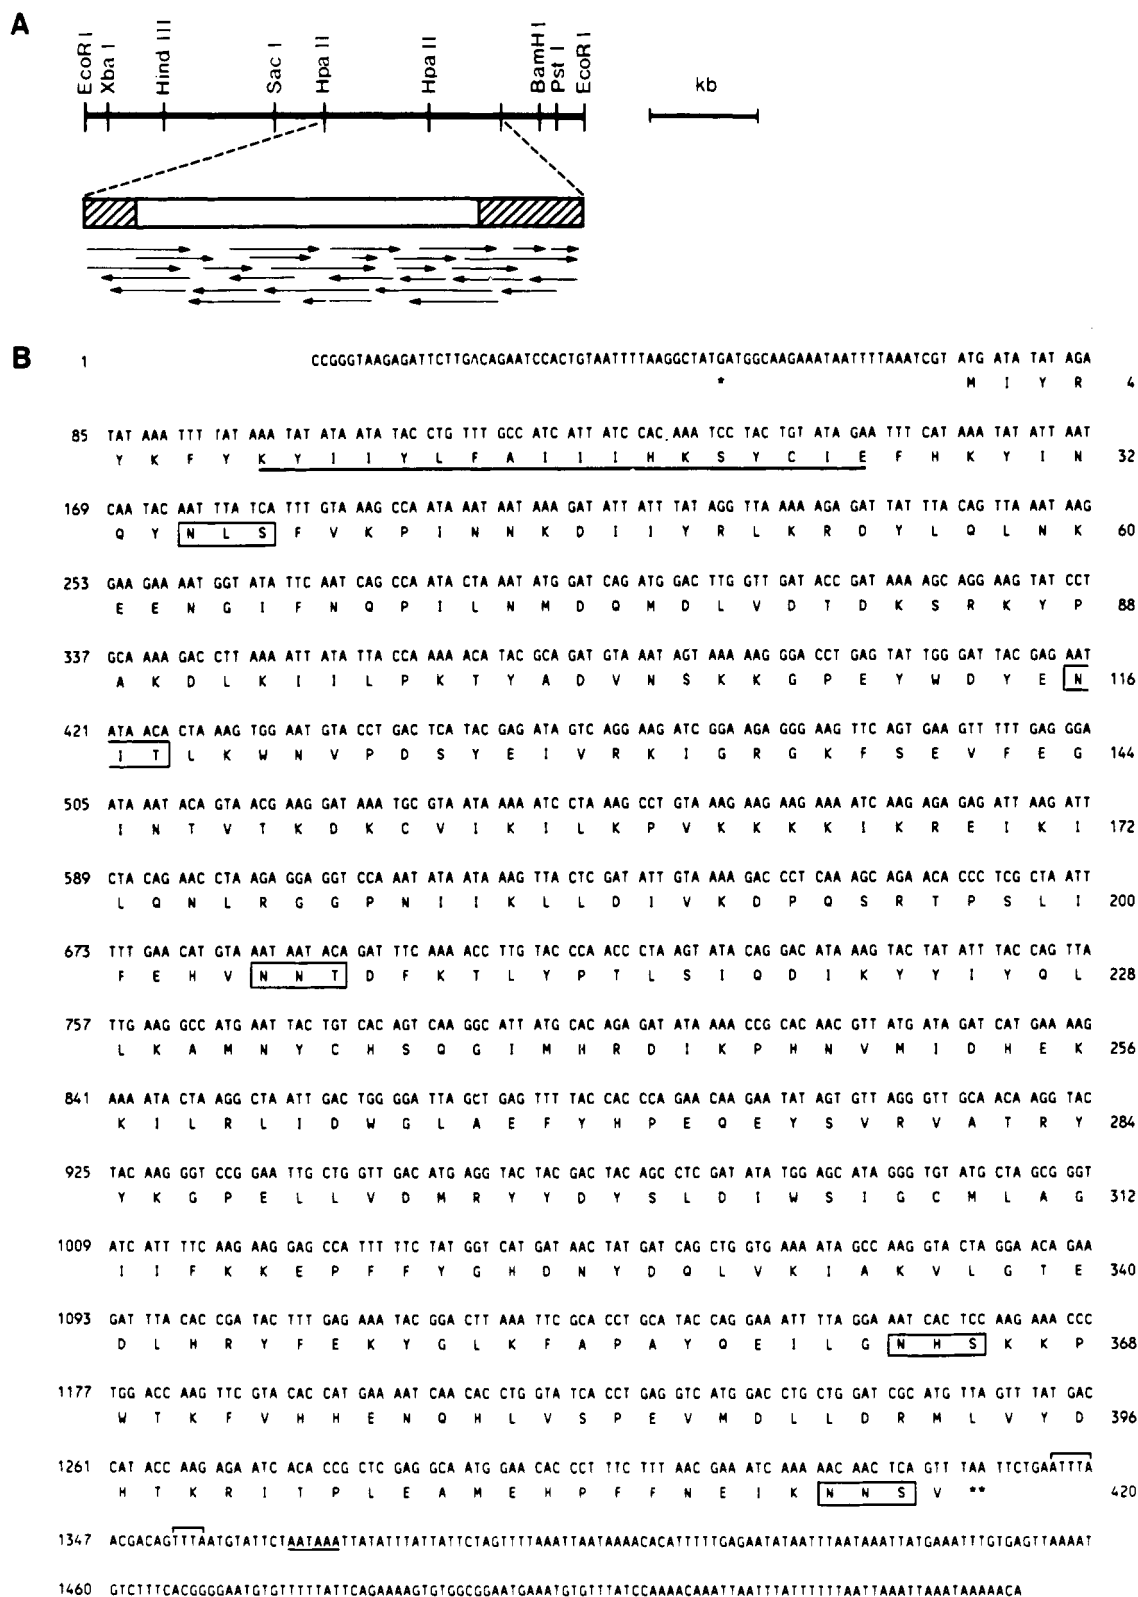 A
EcoR I Xba I Hind III Sac I Hpa II Hpa II BamH I Pst I EcoR I
kb
B
1 CCGGGTAAGAGATTCTTGACAGAATCCACTGTAATTTTAAGGCTATGATGGCAAGAAATAATTTTAAATCGT ATG ATA TAT AGA
* M I Y R 4
85 TAT AAA TTT TAT AAA TAT ATA ATA TAC CTG TTT GCC ATC ATT ATC CAC AAA TCC TAC TGT ATA GAA TTT CAT AAA TAT ATT AAT
Y K F Y K Y I I Y L F A I I I H K S Y C I E F H K Y I N 32
169 CAA TAC AAT TTA TCA TTT GTA AAG CCA ATA AAT AAT AAA GAT ATT ATT TAT AGG TTA AAA AGA GAT TAT TTA CAG TTA AAT AAG
Q Y N L S F V K P I N N K D I I Y R L K R D Y L Q L N K 60
253 GAA GAA AAT GGT ATA TTC AAT CAG CCA ATA CTA AAT ATG GAT CAG ATG GAC TTG GTT GAT ACC GAT AAA AGC AGG AAG TAT CCT
E E N G I F N Q P I L N M D Q M D L V D T D K S R K Y P 88
337 GCA AAA GAC CTT AAA ATT ATA TTA CCA AAA ACA TAC GCA GAT GTA AAT AGT AAA AAG GGA CCT GAG TAT TGG GAT TAC GAG AAT
A K D L K I I L P K T Y A D V N S K K G P E Y W D Y E N 116
421 ATA ACA CTA AAG TGG AAT GTA CCT GAC TCA TAC GAG ATA GTC AGG AAG ATC GGA AGA GGG AAG TTC AGT GAA GTT TTT GAG GGA
I T L K W N V P D S Y E I V R K I G R G K F S E V F E G 144
505 ATA AAT ACA GTA ACG AAG GAT AAA TGC GTA ATA AAA ATC CTA AAG CCT GTA AAG AAG AAG AAA ATC AAG AGA GAG ATT AAG ATT
I N T V T K D K C V I K I L K P V K K K K I K R E I K I 172
589 CTA CAG AAC CTA AGA GGA GGT CCA AAT ATA ATA AAG TTA CTC GAT ATT GTA AAA GAC CCT CAA AGC AGA ACA CCC TCG CTA ATT
L Q N L R G G P N I I K L L D I V K D P Q S R T P S L I 200
673 TTT GAA CAT GTA AAT AAT ACA GAT TTC AAA ACC TTG TAC CCA ACC CTA AGT ATA CAG GAC ATA AAG TAC TAT ATT TAC CAG TTA
F E H V N N T D F K T L Y P T L S I Q D I K Y Y I Y Q L 228
757 TTG AAG GCC ATG AAT TAC TGT CAC AGT CAA GGC ATT ATG CAC AGA GAT ATA AAA CCG CAC AAC GTT ATG ATA GAT CAT GAA AAG
L K A M N Y C H S Q G I M H R D I K P H N V M I D H E K 256
841 AAA ATA CTA AGG CTA ATT GAC TGG GGA TTA GCT GAG TTT TAC CAC CCA GAA CAA GAA TAT AGT GTT AGG GTT GCA ACA AGG TAC
K I L R L I D W G L A E F Y H P E Q E Y S V R V A T R Y 284
925 TAC AAG GGT CCG GAA TTG CTG GTT GAC ATG AGG TAC TAC GAC TAC AGC CTC GAT ATA TGG AGC ATA GGG TGT ATG CTA GCG GGT
Y K G P E L L V D M R Y Y D Y S L D I W S I G C M L A G 312
1009 ATC ATT TTC AAG AAG GAG CCA TTT TTC TAT GGT CAT GAT AAC TAT GAT CAG CTG GTG AAA ATA GCC AAG GTA CTA GGA ACA GAA
I I F K K E P F F Y G H D N Y D Q L V K I A K V L G T E 340
1093 GAT TTA CAC CGA TAC TTT GAG AAA TAC GGA CTT AAA TTC GCA CCT GCA TAC CAG GAA ATT TTA GGA AAT CAC TCC AAG AAA CCC
D L H R Y F E K Y G L K F A P A Y Q E I L G N H S K K P 368
1177 TGG ACC AAG TTC GTA CAC CAT GAA AAT CAA CAC CTG GTA TCA CCT GAG GTC ATG GAC CTG CTG GAT CGC ATG TTA GTT TAT GAC
W T K F V H H E N Q H L V S P E V M D L L D R M L V Y D 396
1261 CAT ACC AAG AGA ATC ACA CCG CTC GAG GCA ATG GAA CAC CCT TTC TTT AAC GAA ATC AAA AAC AAC TCA GTT TAA TTCTGAATTTA
H T K R I T P L E A M E H P F F N E I K N N S V ** 420
1347 ACGACAGTTTAATGTATTCTAATAAATTATATTTATTATTCTAGTTTTAAATTAATAAAACACATTTTTGAGAATATAATTTAATAAATTATGAAATTTGTGAGTTAAAAT
1460 GTCTTTCACGGGGAATGTGTTTTTATTCAGAAAAGTGTGGCGGAATGAAATGTGTTTATCCAAAACAAATTAATTTATTTTTTAATTAAATTAAATAAAAACA